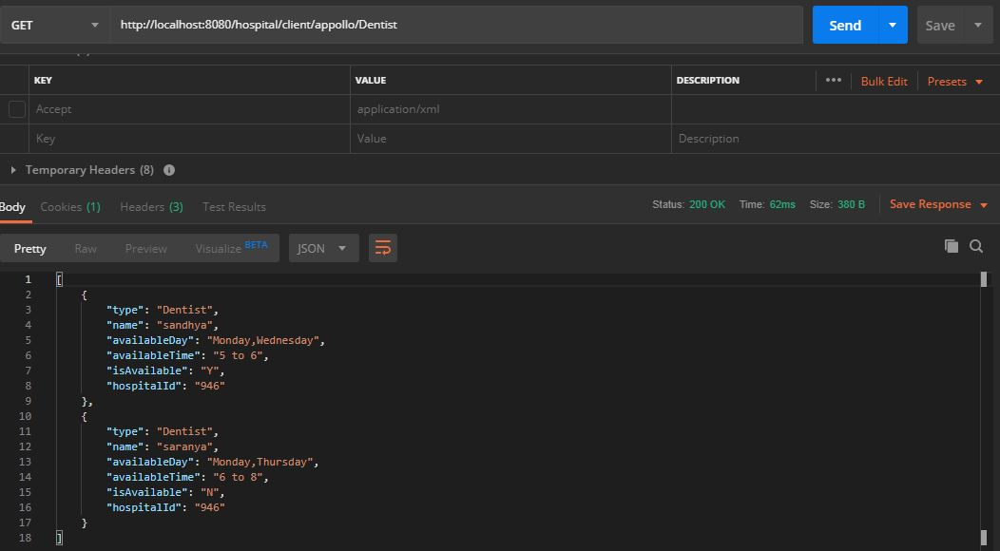 GET http://localhost:8080/hospital/client/appollo/Dentist Send Save
KEY VALUE DESCRIPTION ••• Bulk Edit Presets
Accept application/xml
Key Value Description
Temporary Headers (8) i
Body Cookies (1) Headers (3) Test Results Status: 200 OK Time: 62ms Size: 380 B Save Response
Pretty Raw Preview Visualize BETA JSON
1 [
2 {
3 "type": "Dentist",
4 "name": "sandhya",
5 "availableDay": "Monday,Wednesday",
6 "availableTime": "5 to 6",
7 "isAvailable": "Y",
8 "hospitalId": "946"
9 },
10 {
11 "type": "Dentist",
12 "name": "saranya",
13 "availableDay": "Monday,Thursday",
14 "availableTime": "6 to 8",
15 "isAvailable": "N",
16 "hospitalId": "946"
17 }
18 ]